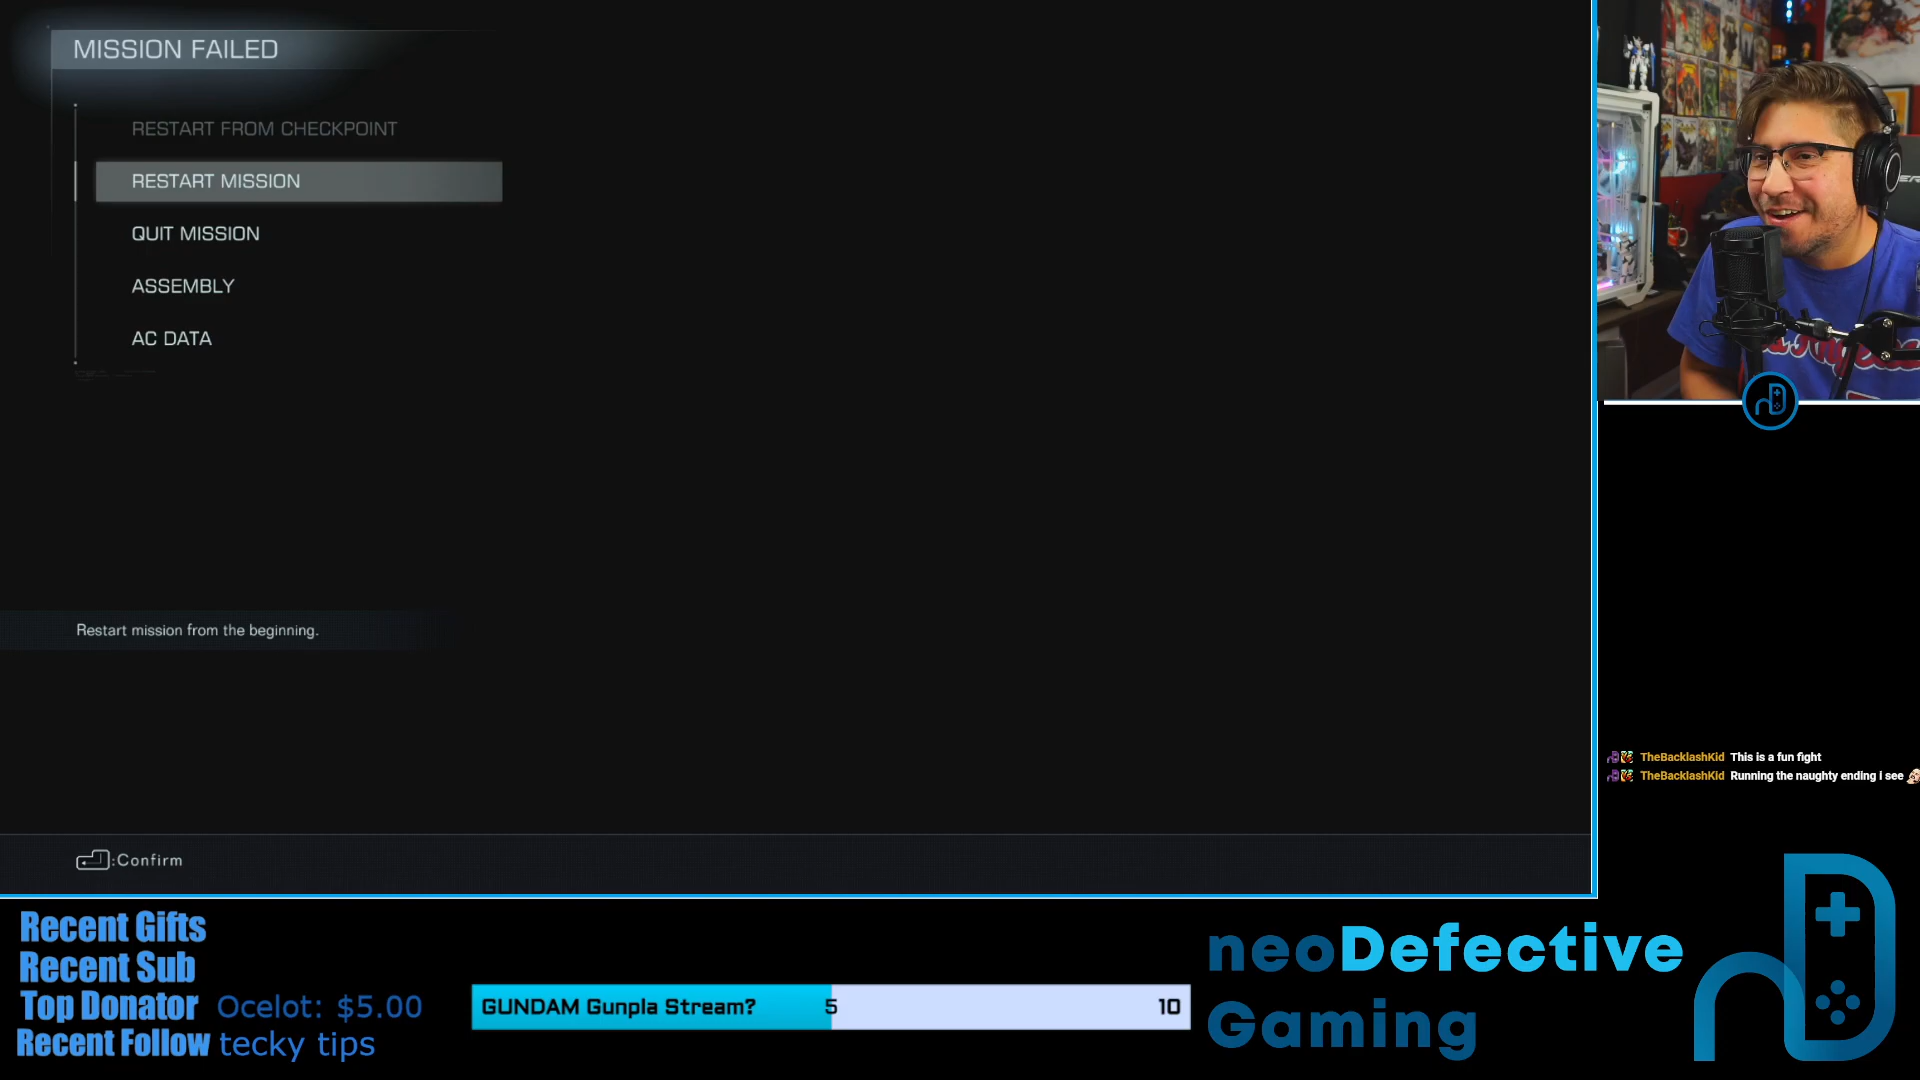 MISSION FAILED
RESTART FROM CHECKPOINT
RESTART MISSION
QUIT MISSION
ASSEMBLY
AC DATA
Restart mission from the beginning.
:Confirm
TheBacklashKid This is a fun fight
TheBacklashKid Running the naughty ending i see
Recent Gifts
Recent Sub
Top Donator Ocelot: $5.00
Recent Follow tecky tips
GUNDAM Gunpla Stream? 5 10
neoDefective
Gaming